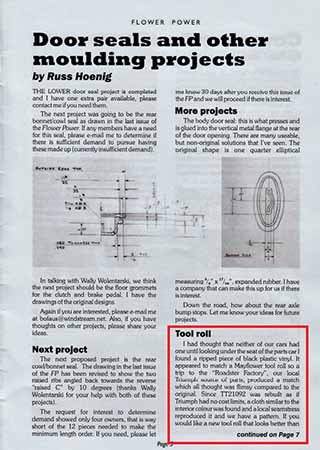 FLOWER POWER
Door seals and other
moulding projects
by Russ Hoenig
THE LOWER door seal project is completed
and I have one extra pair available, please
contact me if you need them.
The next project was going to be the rear
bonnet/cowl seal as drawn in the last issue of
the Flower Power. If any members have a need
for this seal, please e-mail me to determine if
there is sufficient demand to pursue having
these made up (currently insufficient demand).
me know 30 days after you receive this issue of
the FP and we will proceed if there is interest.
More projects
The body door seal: this is what presses and
is glued into the vertical metal flange at the rear
of the door opening. There are many useable,
but non-original solutions that I've seen. The
original shape is one quarter elliptical
In talking with Wally Wolentarski, we think
the next project should be the floor grommets
for the clutch and brake pedal. I have the
drawings of the original designs.
Again if you are interested, please e-mail me
at bolaux@windstream.net. Also, if you have
thoughts on other projects, please share your
ideas.
Next project
The next proposed project is the rear
cowl/bonnet seal. The drawing in the last issue
of the FP has been revised to show the two
raised ribs angled back towards the reverse
"raised C" by 10 degrees (thanks Wally
Wolentarski for your help with both of these
projects).
The request for interest to determine
demand showed only four owners, that is way
short of the 12 pieces needed to make the
minimum length order. If you need, please let
measuring expanded rubber. I have
a company that can make this up for us if there
is interest.
Down the road, how about the rear axle
bump stops. Let me know your ideas for future
projects.
Tool roll
I had thought that neither of our cars had
one until looking under the seat of the parts car I
found a ripped piece of black plastic vinyl. It
appeared to match a Mayflower tool roll so a
trip to the "Roadster Factory", our local
Triumph source of parts, produced a match
which all thought was flimsy compared to the
original. Since TT21092 was rebuilt as if
Triumph had no cost limits, a cloth similar to the
interior colour was found and a local seamstress
reproduced it and we have a pattern. If you
would like a new tool roll that looks better than
continued on Page 7